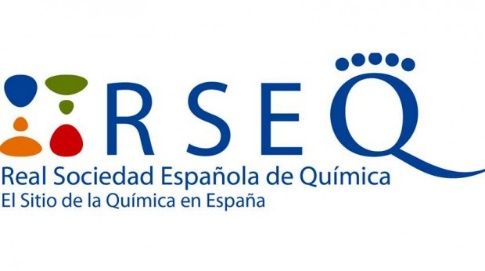 RSEQ
Real Sociedad Española de Química
El Sitio de la Química en España